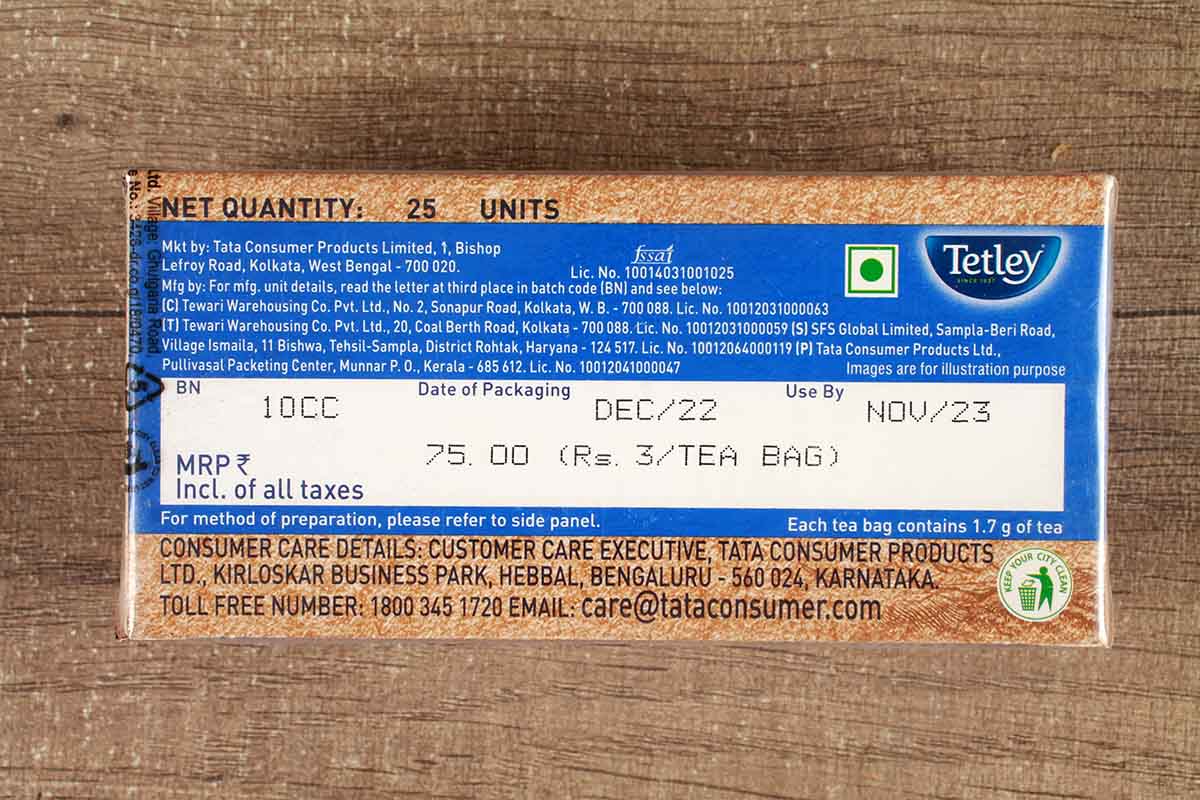 NET QUANTITY: 25 UNITS
Mkt by: Tata Consumer Products Limited, 1, Bishop
Lefroy Road, Kolkata, West Bengal - 700 020.
fssai
Lic. No. 10014031001025
Tetley
SINCE 1837
Mfg by: For mfg. unit details, read the letter at third place in batch code (BN) and see below:
(C) Tewari Warehousing Co. Pvt. Ltd., No. 2, Sonapur Road, Kolkata, W. B. - 700 088. Lic. No. 10012031000063
(T) Tewari Warehousing Co. Pvt. Ltd., 20, Coal Berth Road, Kolkata - 700 088. Lic. No. 10012031000059 (S) SFS Global Limited, Sampla-Beri Road,
Village Ismaila, 11 Bishwa, Tehsil-Sampla, District Rohtak, Haryana - 124 517. Lic. No. 10012064000119 (P) Tata Consumer Products Ltd.,
Pullivasal Packeting Center, Munnar P. O., Kerala - 685 612. Lic. No. 10012041000047
Images are for illustration purpose
BN 10CC Date of Packaging DEC/22 Use By NOV/23
MRP ₹ 75.00 (Rs. 3/TEA BAG)
Incl. of all taxes
For method of preparation, please refer to side panel.
Each tea bag contains 1.7 g of tea
CONSUMER CARE DETAILS: CUSTOMER CARE EXECUTIVE, TATA CONSUMER PRODUCTS
LTD., KIRLOSKAR BUSINESS PARK, HEBBAL, BENGALURU - 560 024, KARNATAKA.
TOLL FREE NUMBER: 1800 345 1720 EMAIL: care@tataconsumer.com
KEEP YOUR CITY CLEAN
Ltd. Village: Ghugana Road,